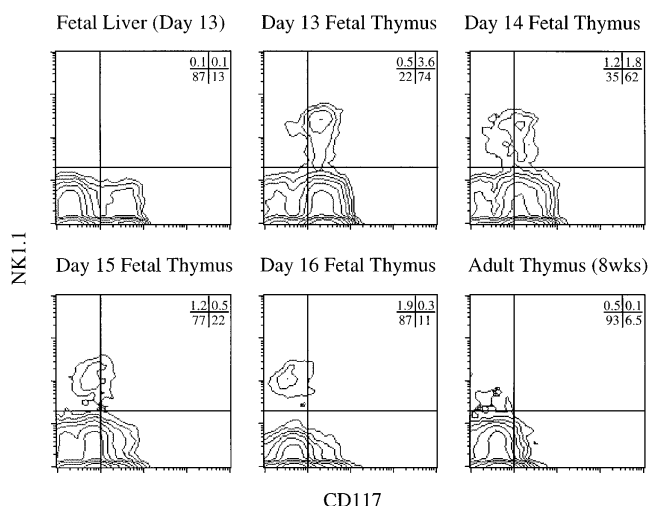 Fetal Liver (Day 13)
Day 13 Fetal Thymus
Day 14 Fetal Thymus
0.1 0.1
87 13
0.5 3.6
22 74
1.2 1.8
35 62
NK1.1
Day 15 Fetal Thymus
Day 16 Fetal Thymus
Adult Thymus (8wks)
1.2 0.5
77 22
1.9 0.3
87 11
0.5 0.1
93 6.5
CD117